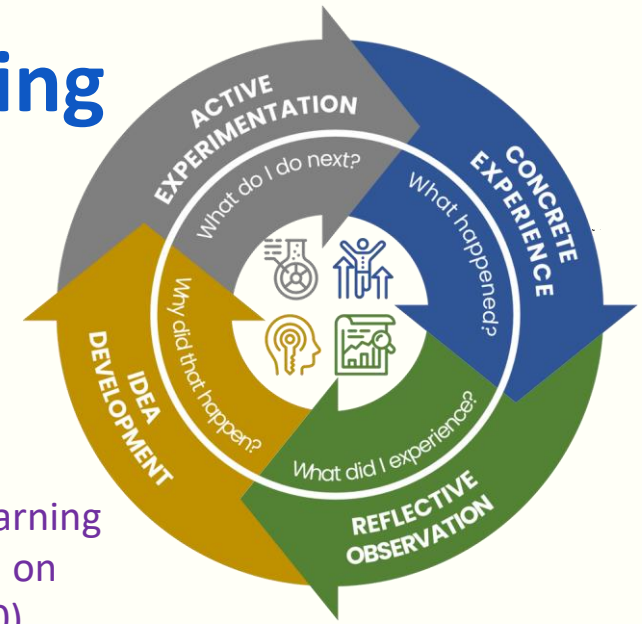 ing
ACTIVE
EXPERIMENTATION
What do I do next?
CONCRETE
EXPERIENCE
What happened?
REFLECTIVE
OBSERVATION
What did I experience?
IDEA
DEVELOPMENT
Why did that happen?
arning
on
0)